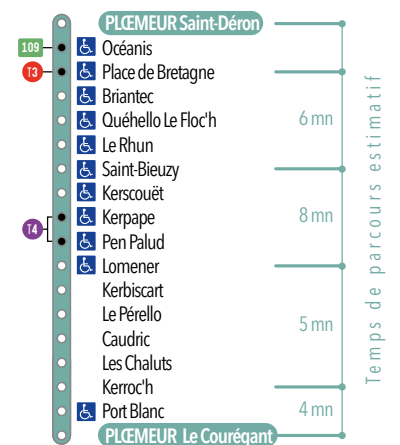 PLŒMEUR Saint-Déron
109 Océanis
T3 Place de Bretagne
Briantec
Quéhello Le Floc'h 6 mn
Le Rhun
Saint-Bieuzy
Kerscouët
T4 Kerpape 8 mn
Pen Palud
Lomener
Kerbiscart
Le Pérello 5 mn
Caudric
Les Chaluts
Kerroc'h
Port Blanc 4 mn
PLŒMEUR Le Courégant
Temps de parcours estimatif